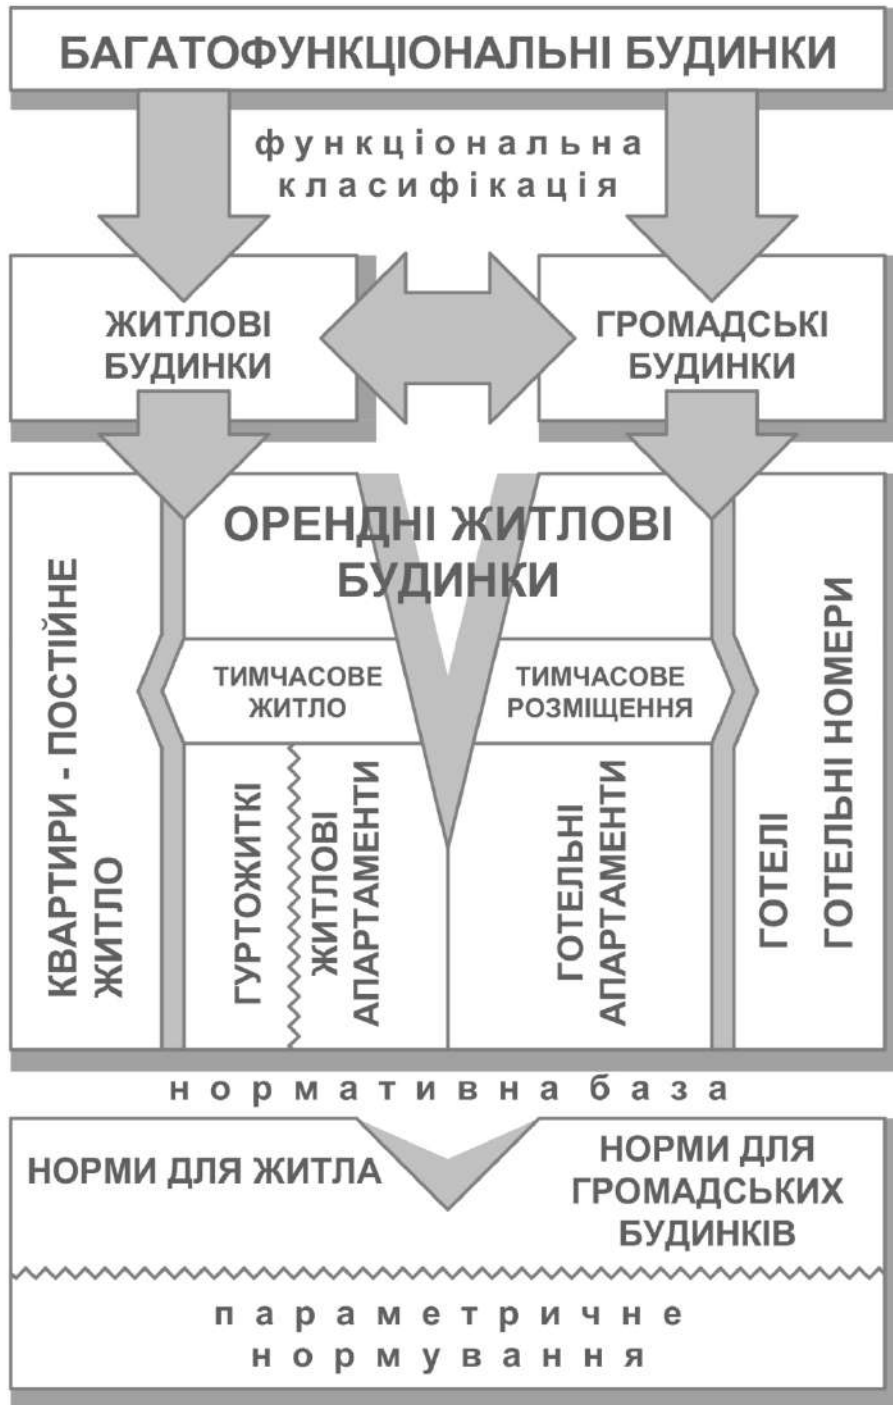 БАГАТОФУНКЦІОНАЛЬНІ БУДИНКИ
функціональна
класифікація
ЖИТЛОВІ
БУДИНКИ
ГРОМАДСЬКІ
БУДИНКИ
ОРЕНДНІ ЖИТЛОВІ
БУДИНКИ
КВАРТИРИ - ПОСТІЙНЕ
ЖИТЛО
ТИМЧАСОВЕ
ЖИТЛО
ТИМЧАСОВЕ
РОЗМІЩЕННЯ
ГУРТОЖИТКІ
ЖИТЛОВІ
АПАРТАМЕНТИ
ГОТЕЛЬНІ
АПАРТАМЕНТИ
ГОТЕЛІ
ГОТЕЛЬНІ НОМЕРИ
нормативна база
НОРМИ ДЛЯ ЖИТЛА
НОРМИ ДЛЯ
ГРОМАДСЬКИХ
БУДИНКІВ
параметричне
нормування